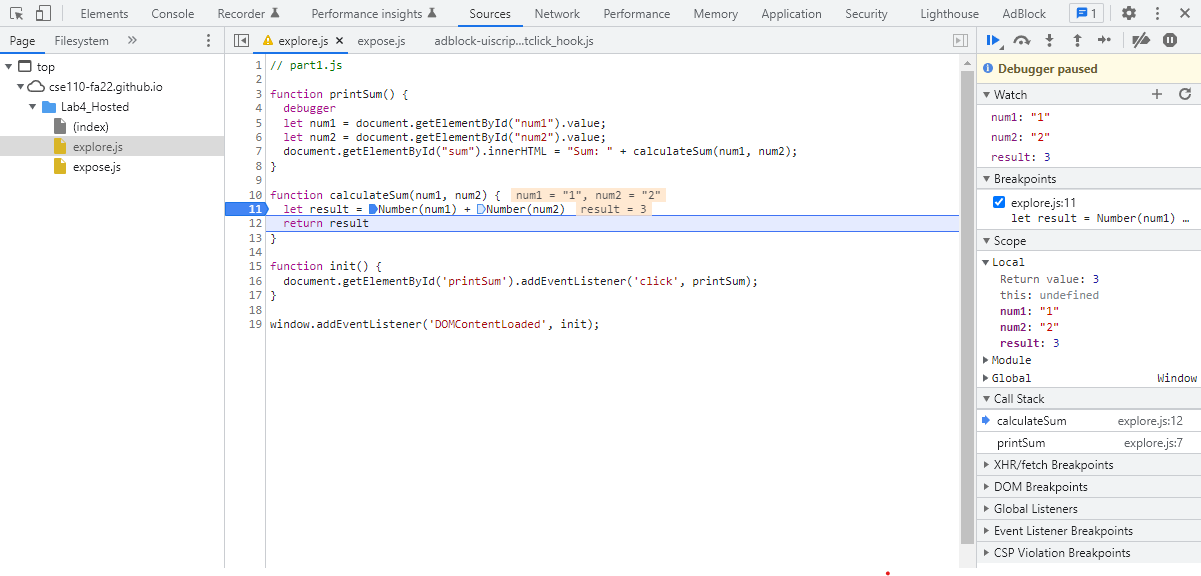 Elements Console Recorder Performance insights Sources Network Performance Memory Application Security Lighthouse AdBlock 1
Page Filesystem
top
cse110-fa22.github.io
Lab4_Hosted
(index)
explore.js
expose.js
explore.js expose.js adblock-uiscrip…tclick_hook.js
1 // part1.js
2
3 function printSum() {
4   debugger
5   let num1 = document.getElementById("num1").value;
6   let num2 = document.getElementById("num2").value;
7   document.getElementById("sum").innerHTML = "Sum: " + calculateSum(num1, num2);
8 }
9
10 function calculateSum(num1, num2) { num1 = "1", num2 = "2"
11   let result = Number(num1) + Number(num2) result = 3
12   return result
13 }
14
15 function init() {
16   document.getElementById('printSum').addEventListener('click', printSum);
17 }
18
19 window.addEventListener('DOMContentLoaded', init);
Debugger paused
Watch
num1: "1"
num2: "2"
result: 3
Breakpoints
explore.js:11
let result = Number(num1) …
Scope
Local
Return value: 3
this: undefined
num1: "1"
num2: "2"
result: 3
Module
Global Window
Call Stack
calculateSum explore.js:12
printSum explore.js:7
XHR/fetch Breakpoints
DOM Breakpoints
Global Listeners
Event Listener Breakpoints
CSP Violation Breakpoints